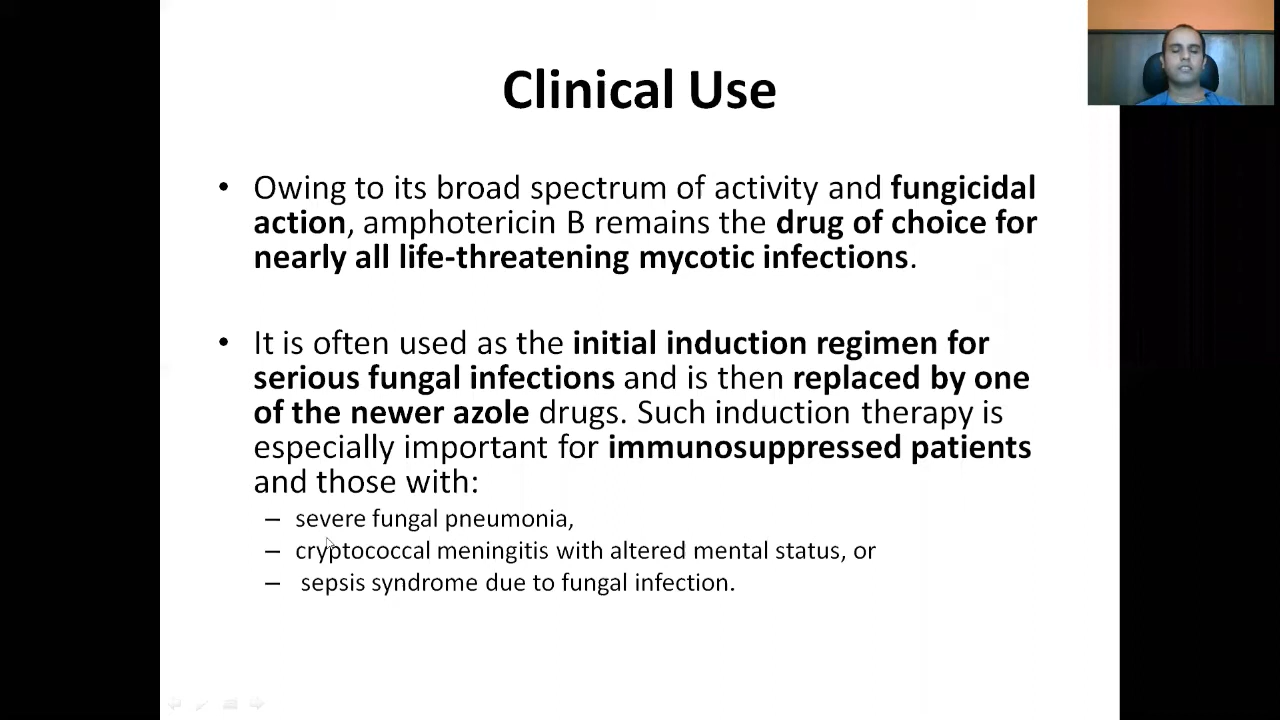 Clinical Use
• Owing to its broad spectrum of activity and fungicidal
action, amphotericin B remains the drug of choice for
nearly all life-threatening mycotic infections.
• It is often used as the initial induction regimen for
serious fungal infections and is then replaced by one
of the newer azole drugs. Such induction therapy is
especially important for immunosuppressed patients
and those with:
– severe fungal pneumonia,
– cryptococcal meningitis with altered mental status, or
– sepsis syndrome due to fungal infection.